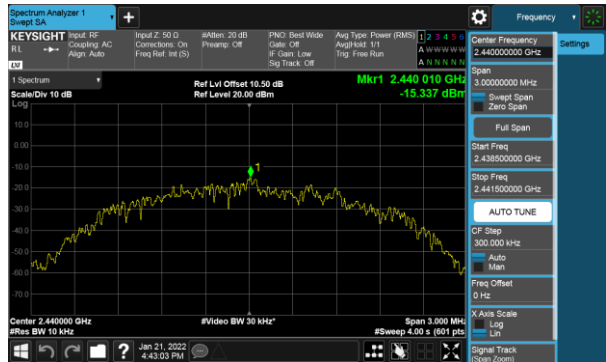 Spectrum Analyzer 1
Swept SA
+
Frequency
KEYSIGHT
RL
Input: RF
Coupling: AC
Align: Auto
Input Z: 50 Ω
Corrections: On
Freq Ref: Int (S)
#Atten: 20 dB
Preamp: Off
PNO: Best Wide
Gate: Off
IF Gain: Low
Sig Track: Off
Avg Type: Power (RMS)
Avg|Hold: 1/1
Trig: Free Run
1 2 3 4 5 6
A W W W W W
A N N N N N
LXI
1 Spectrum
Scale/Div 10 dB
Log
Ref Lvl Offset 10.50 dB
Ref Level 20.00 dBm
Mkr1 2.440 010 GHz
-15.337 dBm
10.0
0.00
-10.0
-20.0
-30.0
-40.0
-50.0
-60.0
-70.0
1
Center 2.440000 GHz
#Res BW 10 kHz
#Video BW 30 kHz*
Span 3.000 MHz
#Sweep 4.00 s (601 pts)
Jan 21, 2022
4:43:03 PM
?
Center Frequency
2.440000000 GHz
Span
3.00000000 MHz
Swept Span
Zero Span
Full Span
Start Freq
2.438500000 GHz
Stop Freq
2.441500000 GHz
AUTO TUNE
CF Step
300.000 kHz
Auto
Man
Freq Offset
0 Hz
X Axis Scale
Log
Lin
Signal Track
(Span Zoom)
Settings